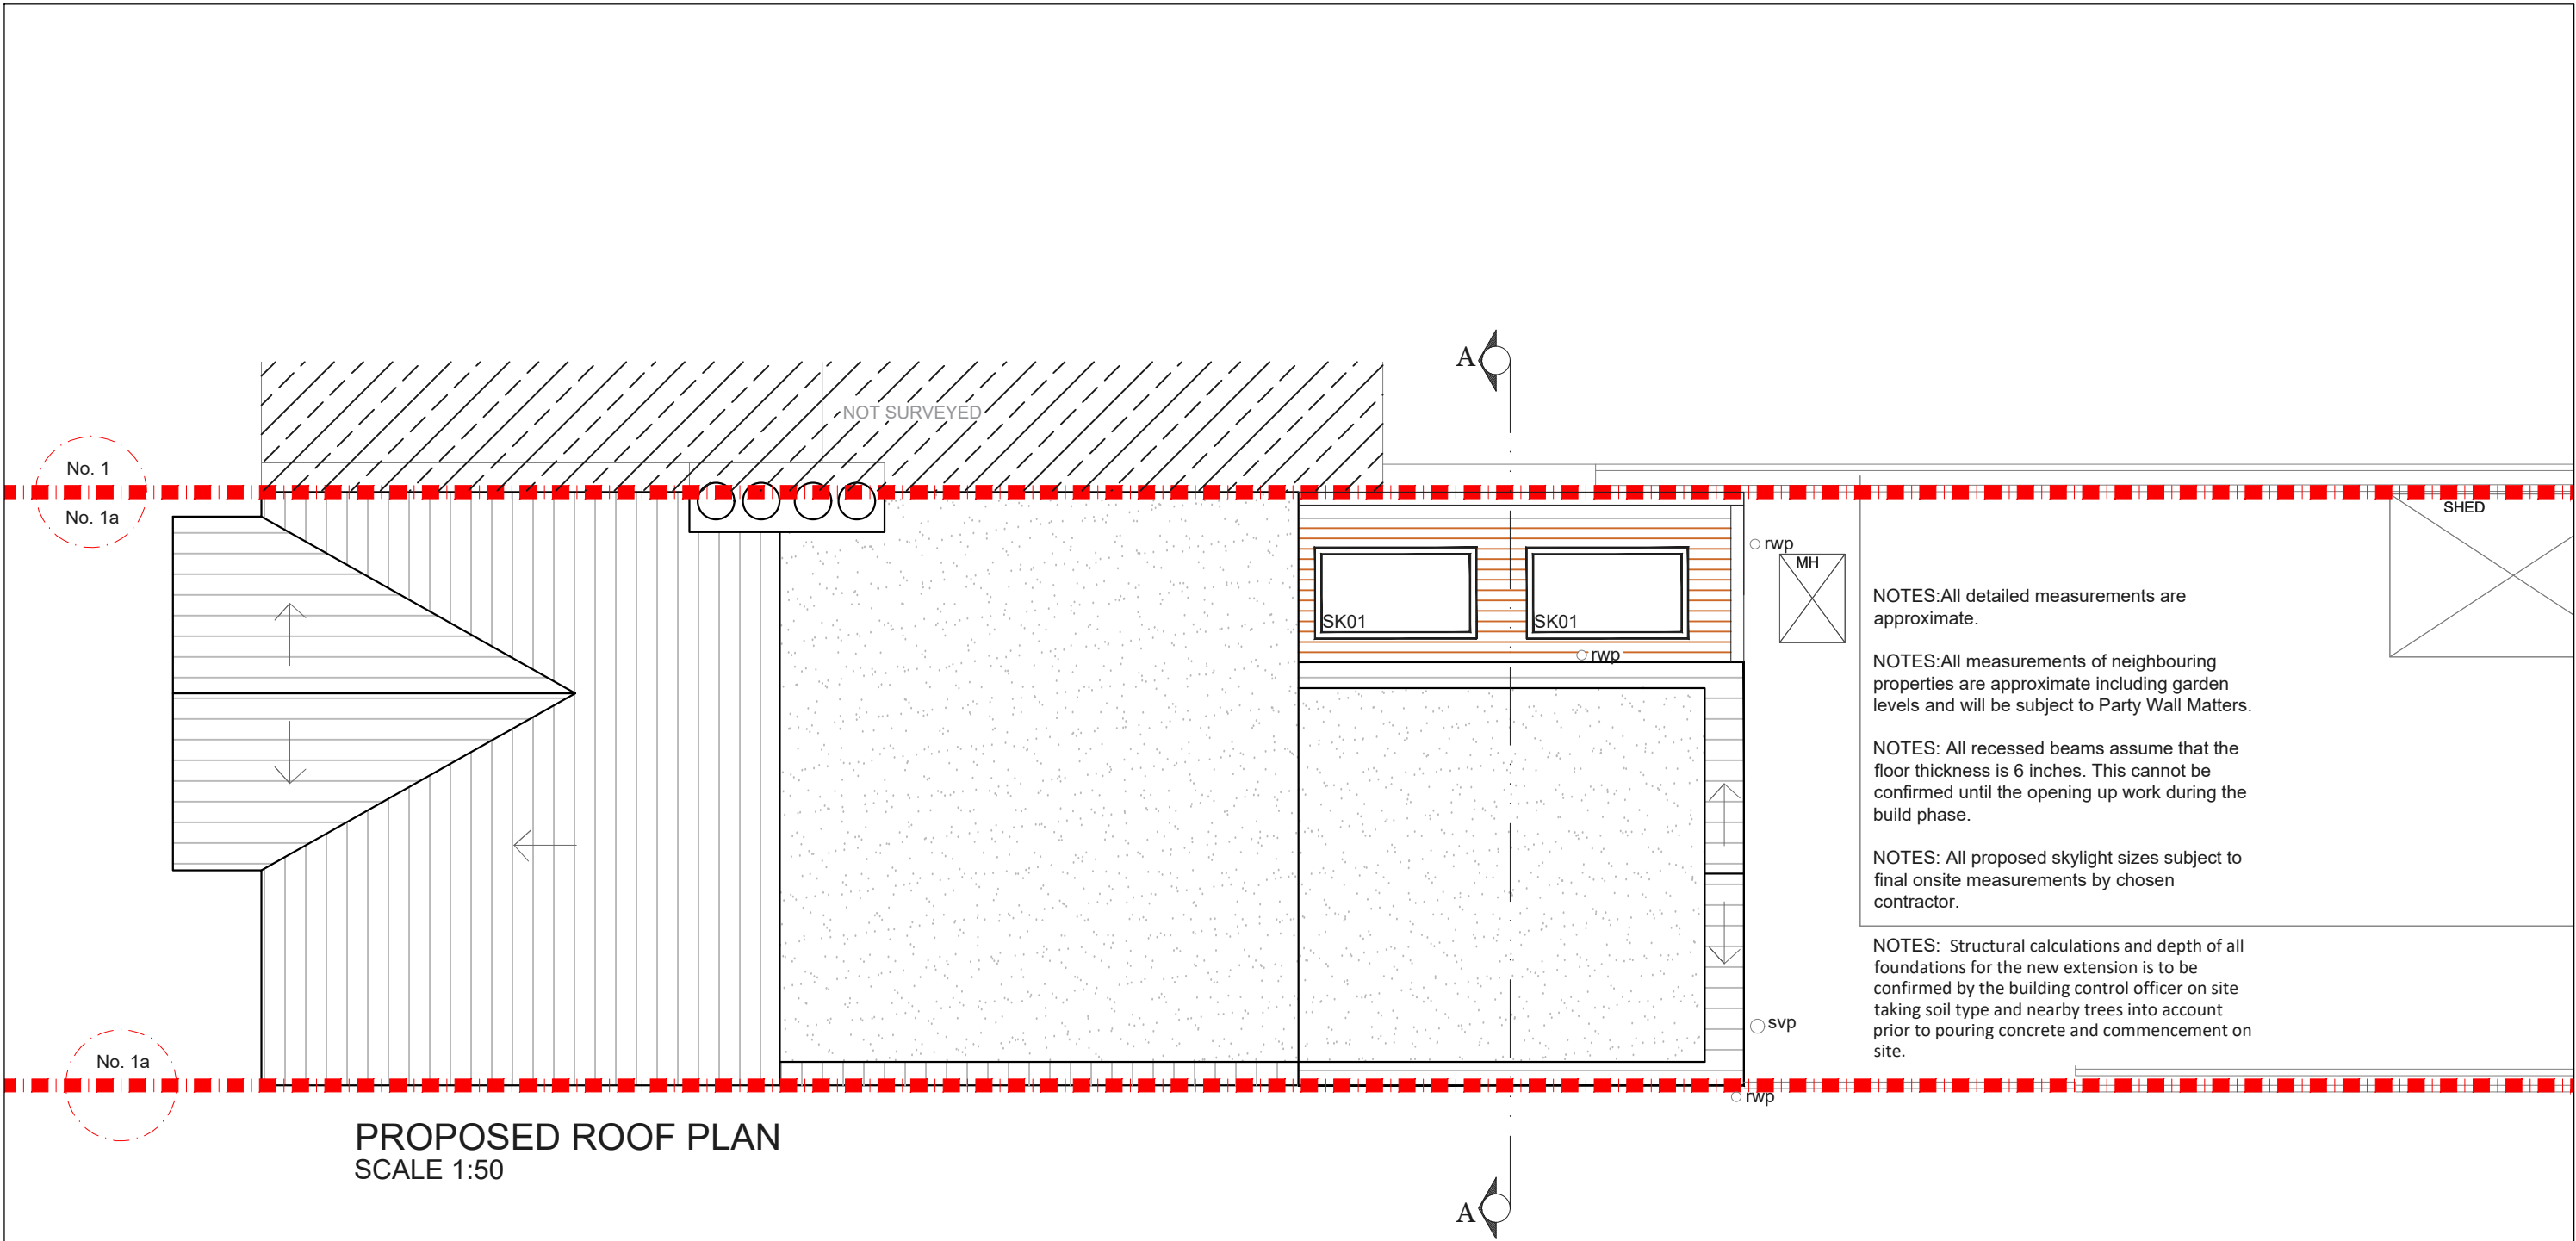 A
NOT SURVEYED
No. 1
No. 1a
SHED
rwp
MH
SK01
SK01
rwp
NOTES:All detailed measurements are
approximate.
NOTES:All measurements of neighbouring
properties are approximate including garden
levels and will be subject to Party Wall Matters.
NOTES: All recessed beams assume that the
floor thickness is 6 inches. This cannot be
confirmed until the opening up work during the
build phase.
NOTES: All proposed skylight sizes subject to
final onsite measurements by chosen
contractor.
NOTES: Structural calculations and depth of all
foundations for the new extension is to be
confirmed by the building control officer on site
taking soil type and nearby trees into account
prior to pouring concrete and commencement on
site.
svp
No. 1a
rwp
PROPOSED ROOF PLAN
SCALE 1:50
A